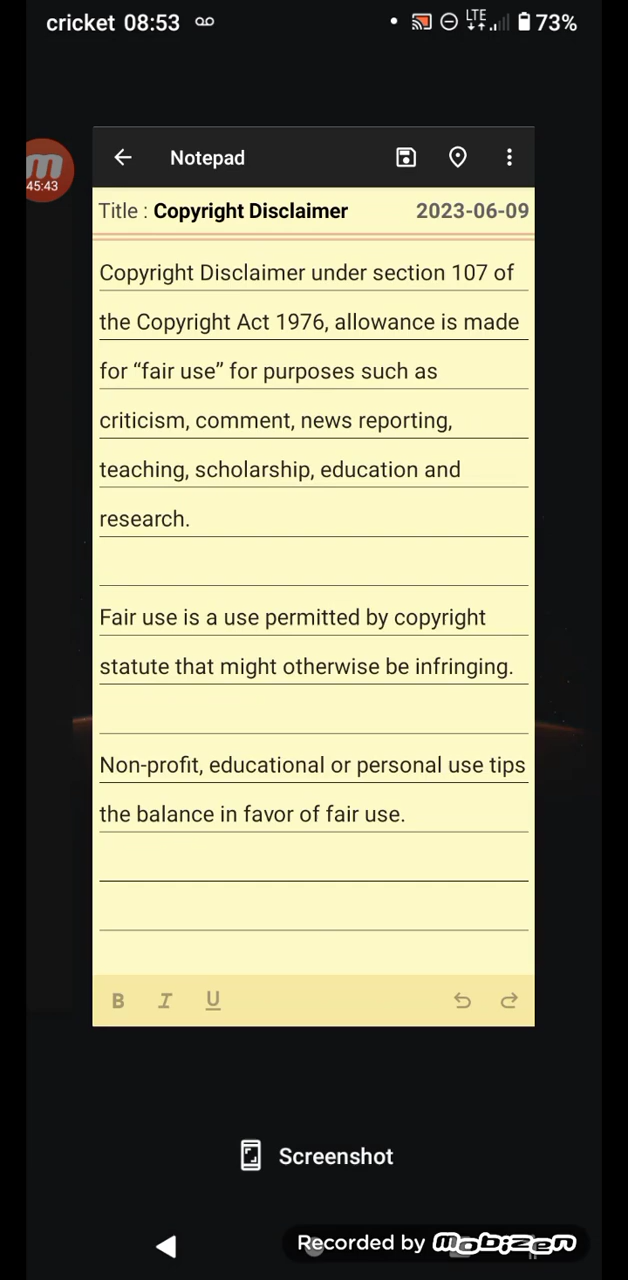 cricket 08:53 LTE 73%
45:43
Notepad
Title : Copyright Disclaimer 2023-06-09
Copyright Disclaimer under section 107 of
the Copyright Act 1976, allowance is made
for “fair use” for purposes such as
criticism, comment, news reporting,
teaching, scholarship, education and
research.
Fair use is a use permitted by copyright
statute that might otherwise be infringing.
Non-profit, educational or personal use tips
the balance in favor of fair use.
B I U
Screenshot
Recorded by Mobizen